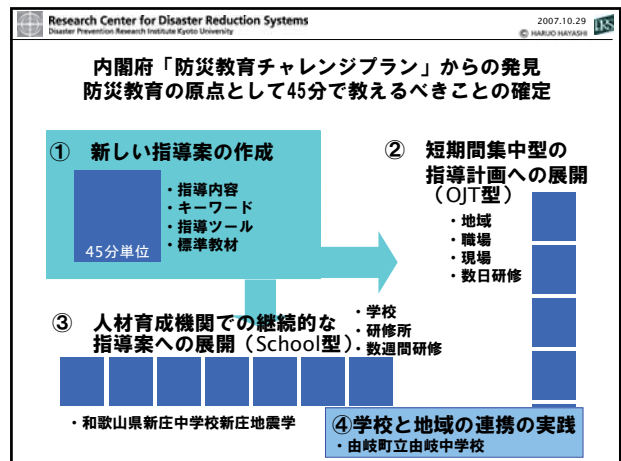 Research Center for Disaster Reduction Systems
Disaster Prevention Research Institute Kyoto University
2007.10.29
© HARUO HAYASHI
DRS
内閣府「防災教育チャレンジプラン」からの発見
防災教育の原点として45分で教えるべきことの確定
① 新しい指導案の作成
・指導内容
・キーワード
・指導ツール
・標準教材
45分単位
② 短期間集中型の
指導計画への展開
（OJT型）
・地域
・職場
・現場
・数日研修
③ 人材育成機関での継続的な
指導案への展開（School型）
・学校
・研修所
・数週間研修
・和歌山県新庄中学校新庄地震学
④学校と地域の連携の実践
・由岐町立由岐中学校